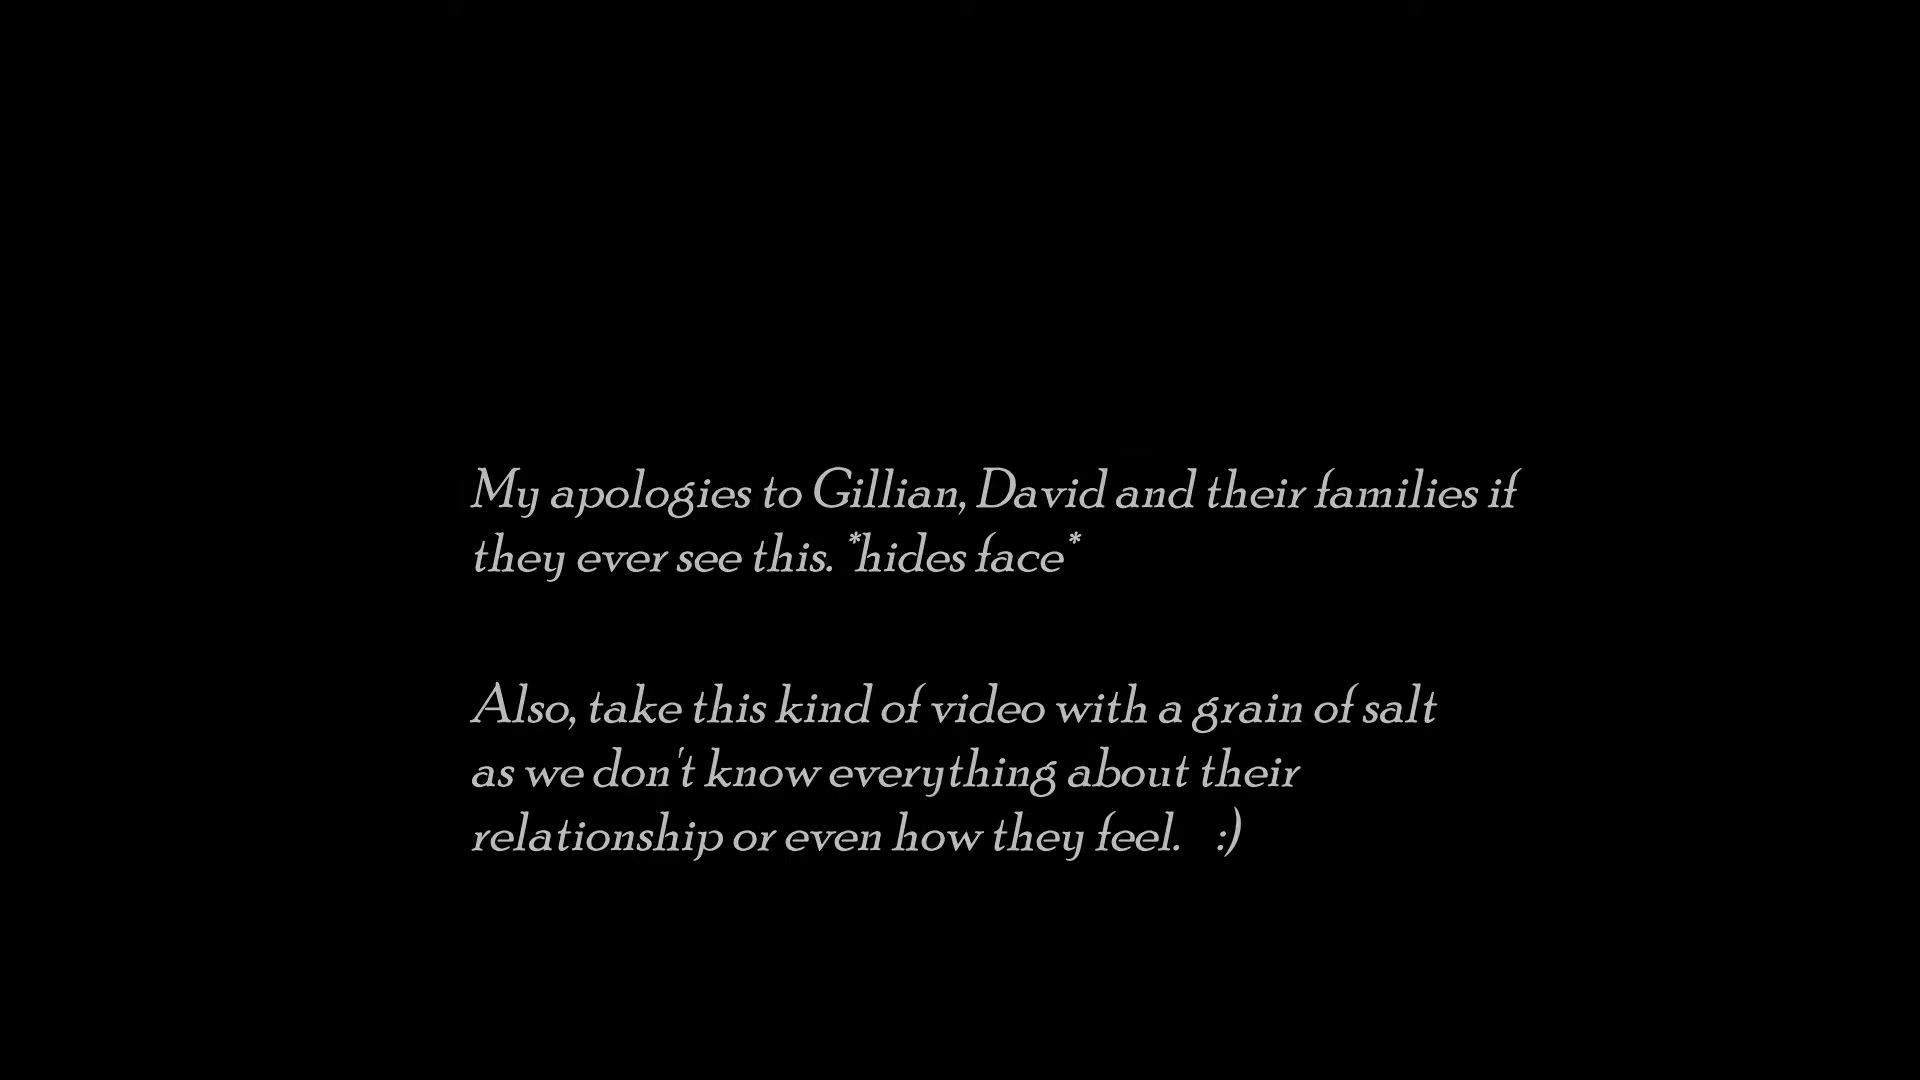 My apologies to Gillian, David and their families if
they ever see this. *hides face*
Also, take this kind of video with a grain of salt
as we don't know everything about their
relationship or even how they feel.   :)